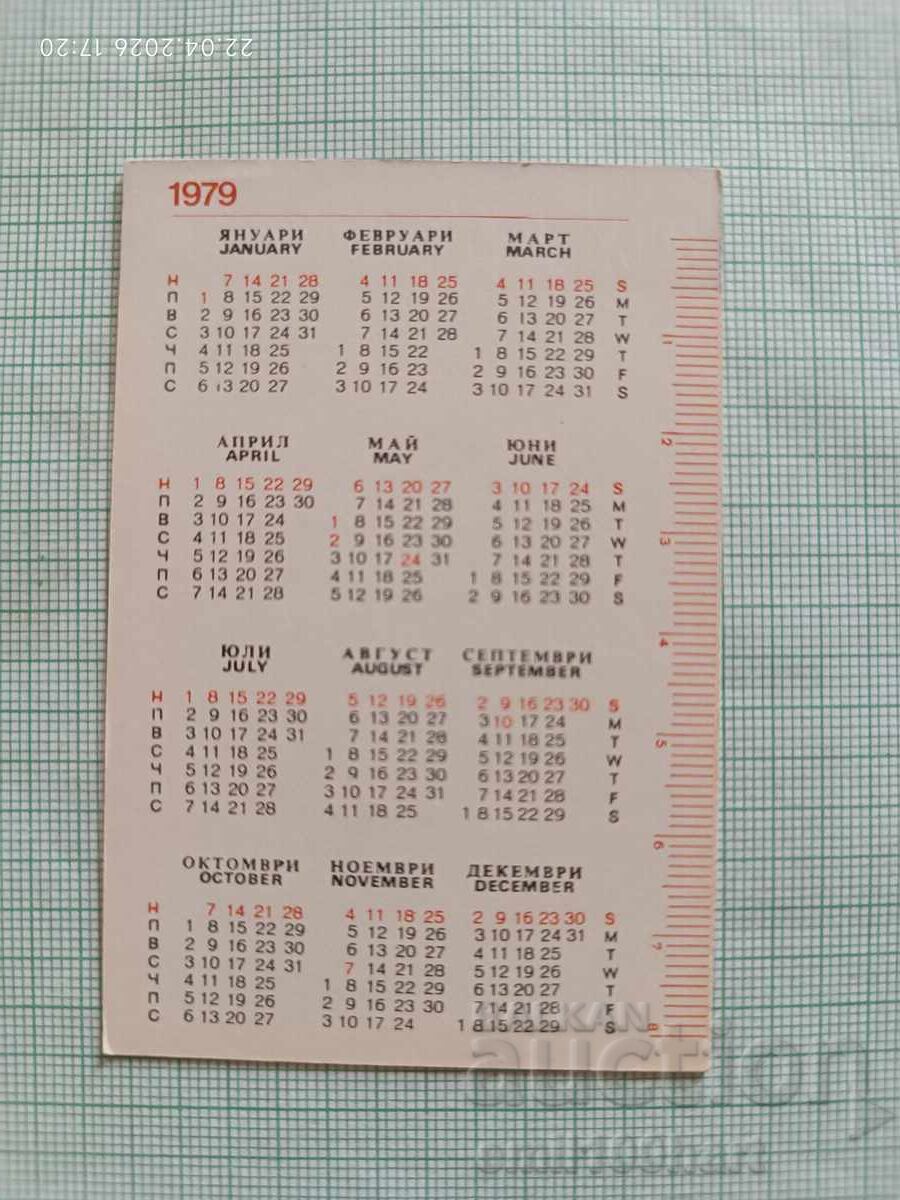 22.04.2026 17:20
1979
ЯНУАРИ ФЕВРУАРИ МАРТ
JANUARY FEBRUARY MARCH
Н 7 14 21 28 4 11 18 25 4 11 18 25 S
П 1 8 15 22 29 5 12 19 26 5 12 19 26 M
В 2 9 16 23 30 6 13 20 27 6 13 20 27 T
С 3 10 17 24 31 7 14 21 28 7 14 21 28 W
Ч 4 11 18 25 1 8 15 22 1 8 15 22 29 T
П 5 12 19 26 2 9 16 23 2 9 16 23 30 F
С 6 13 20 27 3 10 17 24 3 10 17 24 31 S
АПРИЛ МАЙ ЮНИ
APRIL MAY JUNE
Н 1 8 15 22 29 6 13 20 27 3 10 17 24 S
П 2 9 16 23 30 7 14 21 28 4 11 18 25 M
В 3 10 17 24 1 8 15 22 29 5 12 19 26 T
С 4 11 18 25 2 9 16 23 30 6 13 20 27 W
Ч 5 12 19 26 3 10 17 24 31 7 14 21 28 T
П 6 13 20 27 4 11 18 25 1 8 15 22 29 F
С 7 14 21 28 5 12 19 26 2 9 16 23 30 S
ЮЛИ АВГУСТ СЕПТЕМВРИ
JULY AUGUST SEPTEMBER
Н 1 8 15 22 29 5 12 19 26 2 9 16 23 30 S
П 2 9 16 23 30 6 13 20 27 3 10 17 24 M
В 3 10 17 24 31 7 14 21 28 4 11 18 25 T
С 4 11 18 25 1 8 15 22 29 5 12 19 26 W
Ч 5 12 19 26 2 9 16 23 30 6 13 20 27 T
П 6 13 20 27 3 10 17 24 31 7 14 21 28 F
С 7 14 21 28 4 11 18 25 1 8 15 22 29 S
ОКТОМВРИ НОЕМВРИ ДЕКЕМВРИ
OCTOBER NOVEMBER DECEMBER
Н 7 14 21 28 4 11 18 25 2 9 16 23 30 S
П 1 8 15 22 29 5 12 19 26 3 10 17 24 31 M
В 2 9 16 23 30 6 13 20 27 4 11 18 25 T
С 3 10 17 24 31 7 14 21 28 5 12 19 26 W
Ч 4 11 18 25 1 8 15 22 29 6 13 20 27 T
П 5 12 19 26 2 9 16 23 30 7 14 21 28 F
С 6 13 20 27 3 10 17 24 1 8 15 22 29 S
1
2
3
4
5
6
7
8
BALKAN
auction